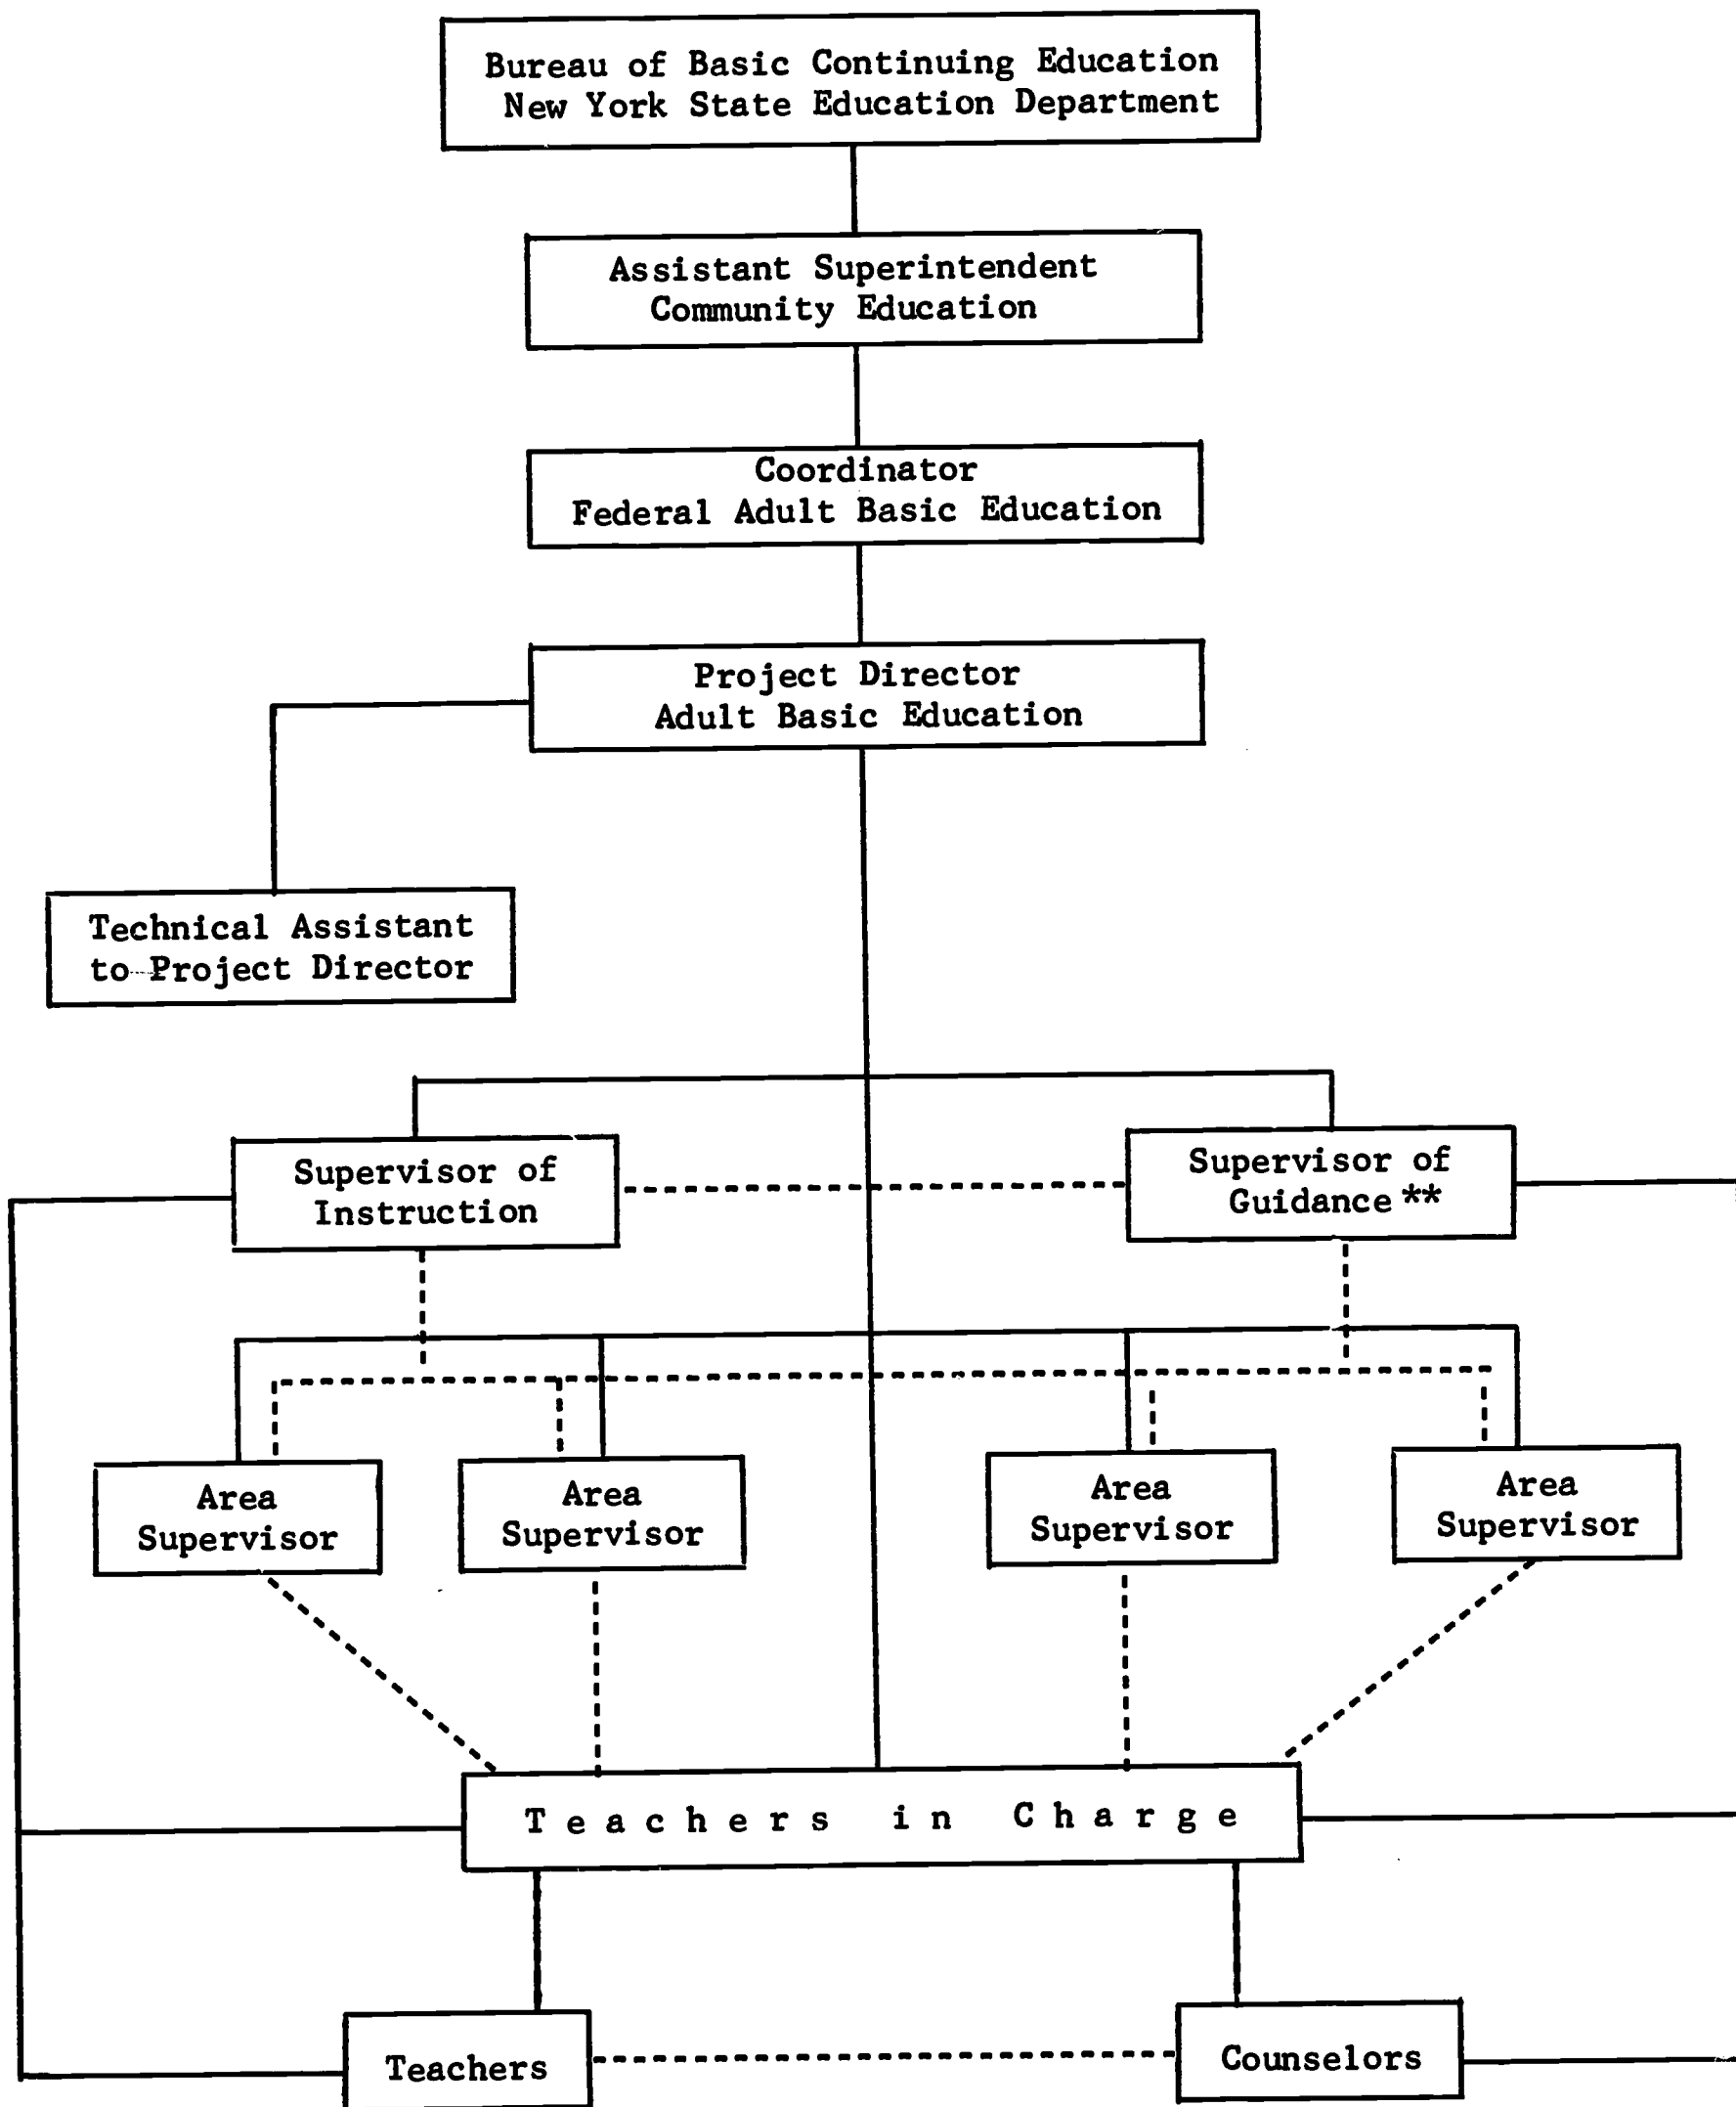 Bureau of Basic Continuing Education
New York State Education Department
Assistant Superintendent
Community Education
Coordinator
Federal Adult Basic Education
Project Director
Adult Basic Education
Technical Assistant
to Project Director
Supervisor of
Instruction
Supervisor of
Guidance **
Area
Supervisor
Area
Supervisor
Area
Supervisor
Area
Supervisor
Teachers in Charge
Teachers
Counselors